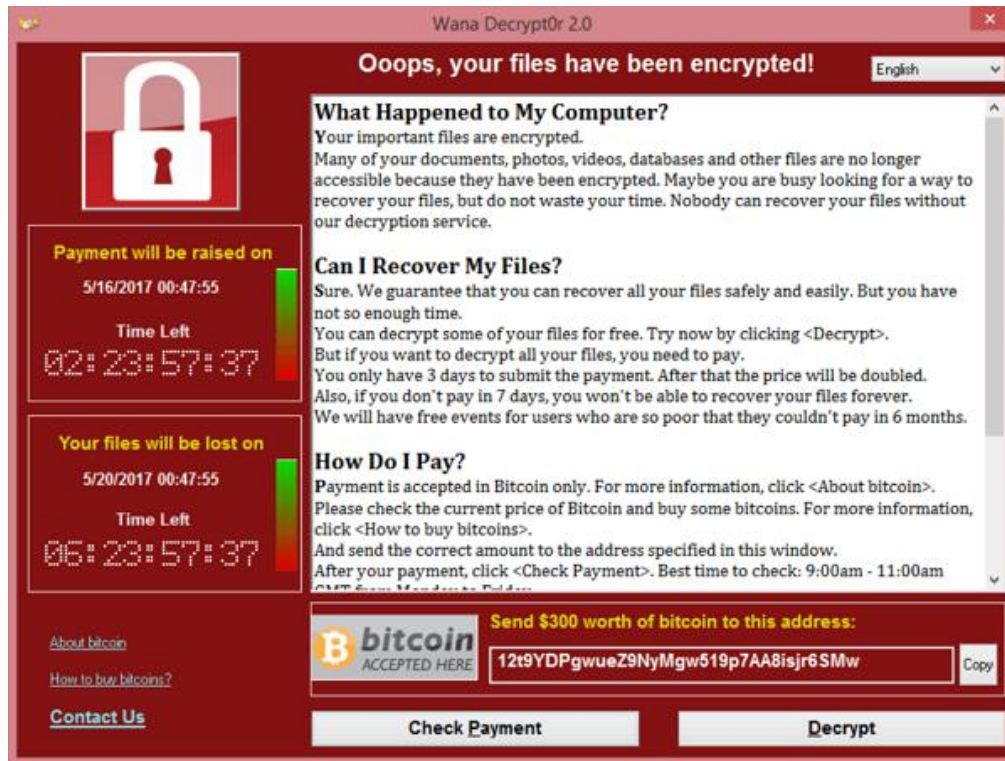 Wana Decrypt0r 2.0
Ooops, your files have been encrypted!
English
Payment will be raised on
5/16/2017 00:47:55
Time Left
02:23:57:37
Your files will be lost on
5/20/2017 00:47:55
Time Left
06:23:57:37
About bitcoin
How to buy bitcoins?
Contact Us
What Happened to My Computer?
Your important files are encrypted.
Many of your documents, photos, videos, databases and other files are no longer
accessible because they have been encrypted. Maybe you are busy looking for a way to
recover your files, but do not waste your time. Nobody can recover your files without
our decryption service.
Can I Recover My Files?
Sure. We guarantee that you can recover all your files safely and easily. But you have
not so enough time.
You can decrypt some of your files for free. Try now by clicking <Decrypt>.
But if you want to decrypt all your files, you need to pay.
You only have 3 days to submit the payment. After that the price will be doubled.
Also, if you don't pay in 7 days, you won't be able to recover your files forever.
We will have free events for users who are so poor that they couldn't pay in 6 months.
How Do I Pay?
Payment is accepted in Bitcoin only. For more information, click <About bitcoin>.
Please check the current price of Bitcoin and buy some bitcoins. For more information,
click <How to buy bitcoins>.
And send the correct amount to the address specified in this window.
After your payment, click <Check Payment>. Best time to check: 9:00am - 11:00am
GMT from Monday to Friday
bitcoin
ACCEPTED HERE
Send $300 worth of bitcoin to this address:
12t9YDPgwueZ9NyMgw519p7AA8isjr6SMw
Copy
Check Payment
Decrypt